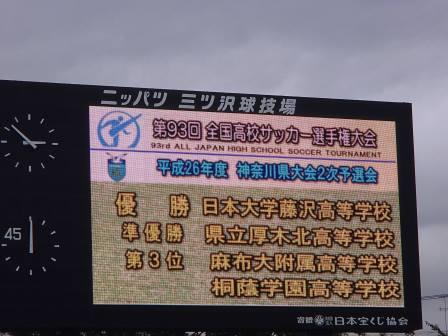 ニッパツ 三ツ沢球技場
第93回 全国高校サッカー選手権大会
93rd ALL JAPAN HIGH SCHOOL SOCCER TOURNAMENT
平成26年度 神奈川県大会2次予選会
優勝 日本大学藤沢高等学校
準優勝 県立厚木北高等学校
第3位 麻布大附属高等学校
桐蔭学園高等学校
45
寄贈 日本宝くじ協会